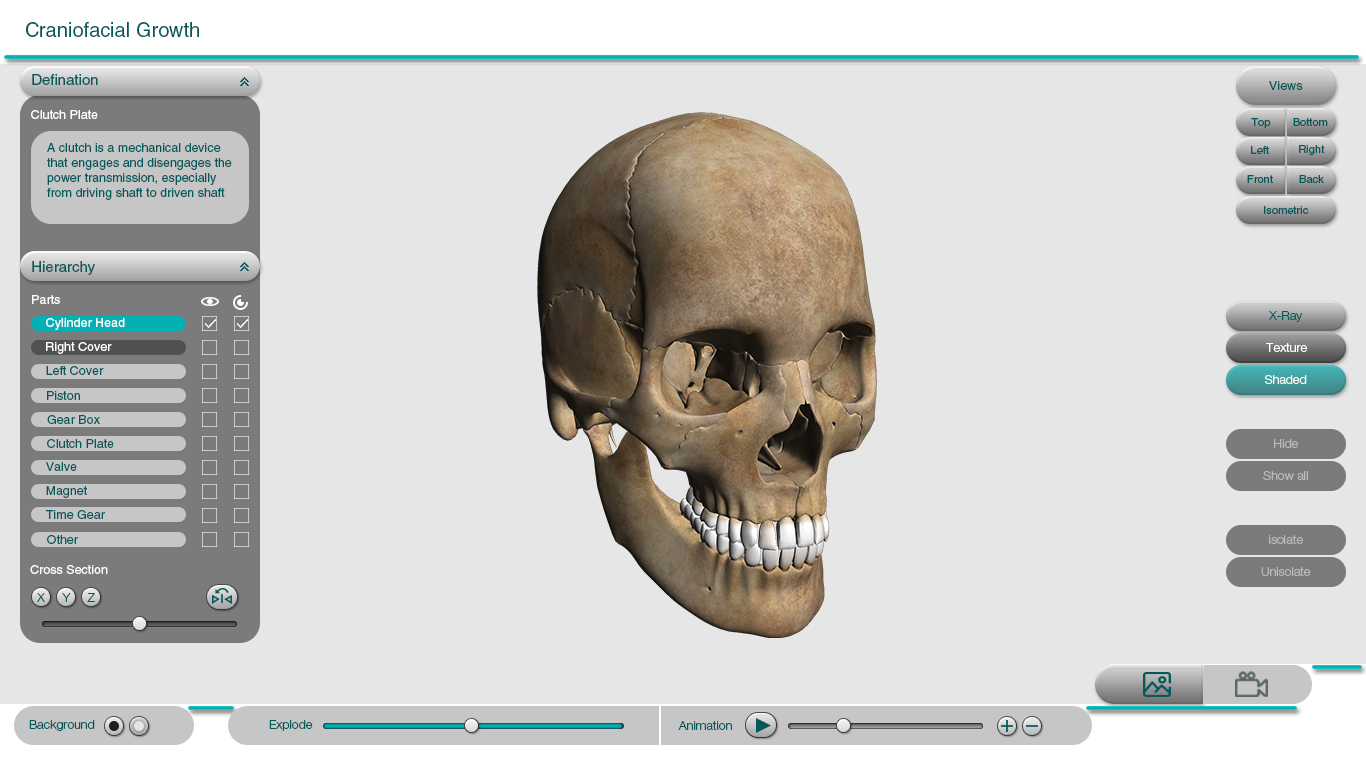 Craniofacial Growth
Defination
Clutch Plate
A clutch is a mechanical device
that engages and disengages the
power transmission, especially
from driving shaft to driven shaft
Hierarchy
Parts
Cylinder Head
Right Cover
Left Cover
Piston
Gear Box
Clutch Plate
Valve
Magnet
Time Gear
Other
Cross Section
X Y Z
Views
Top Bottom
Left Right
Front Back
Isometric
X-Ray
Texture
Shaded
Hide
Show all
Isolate
Unisolate
Background
Explode
Animation